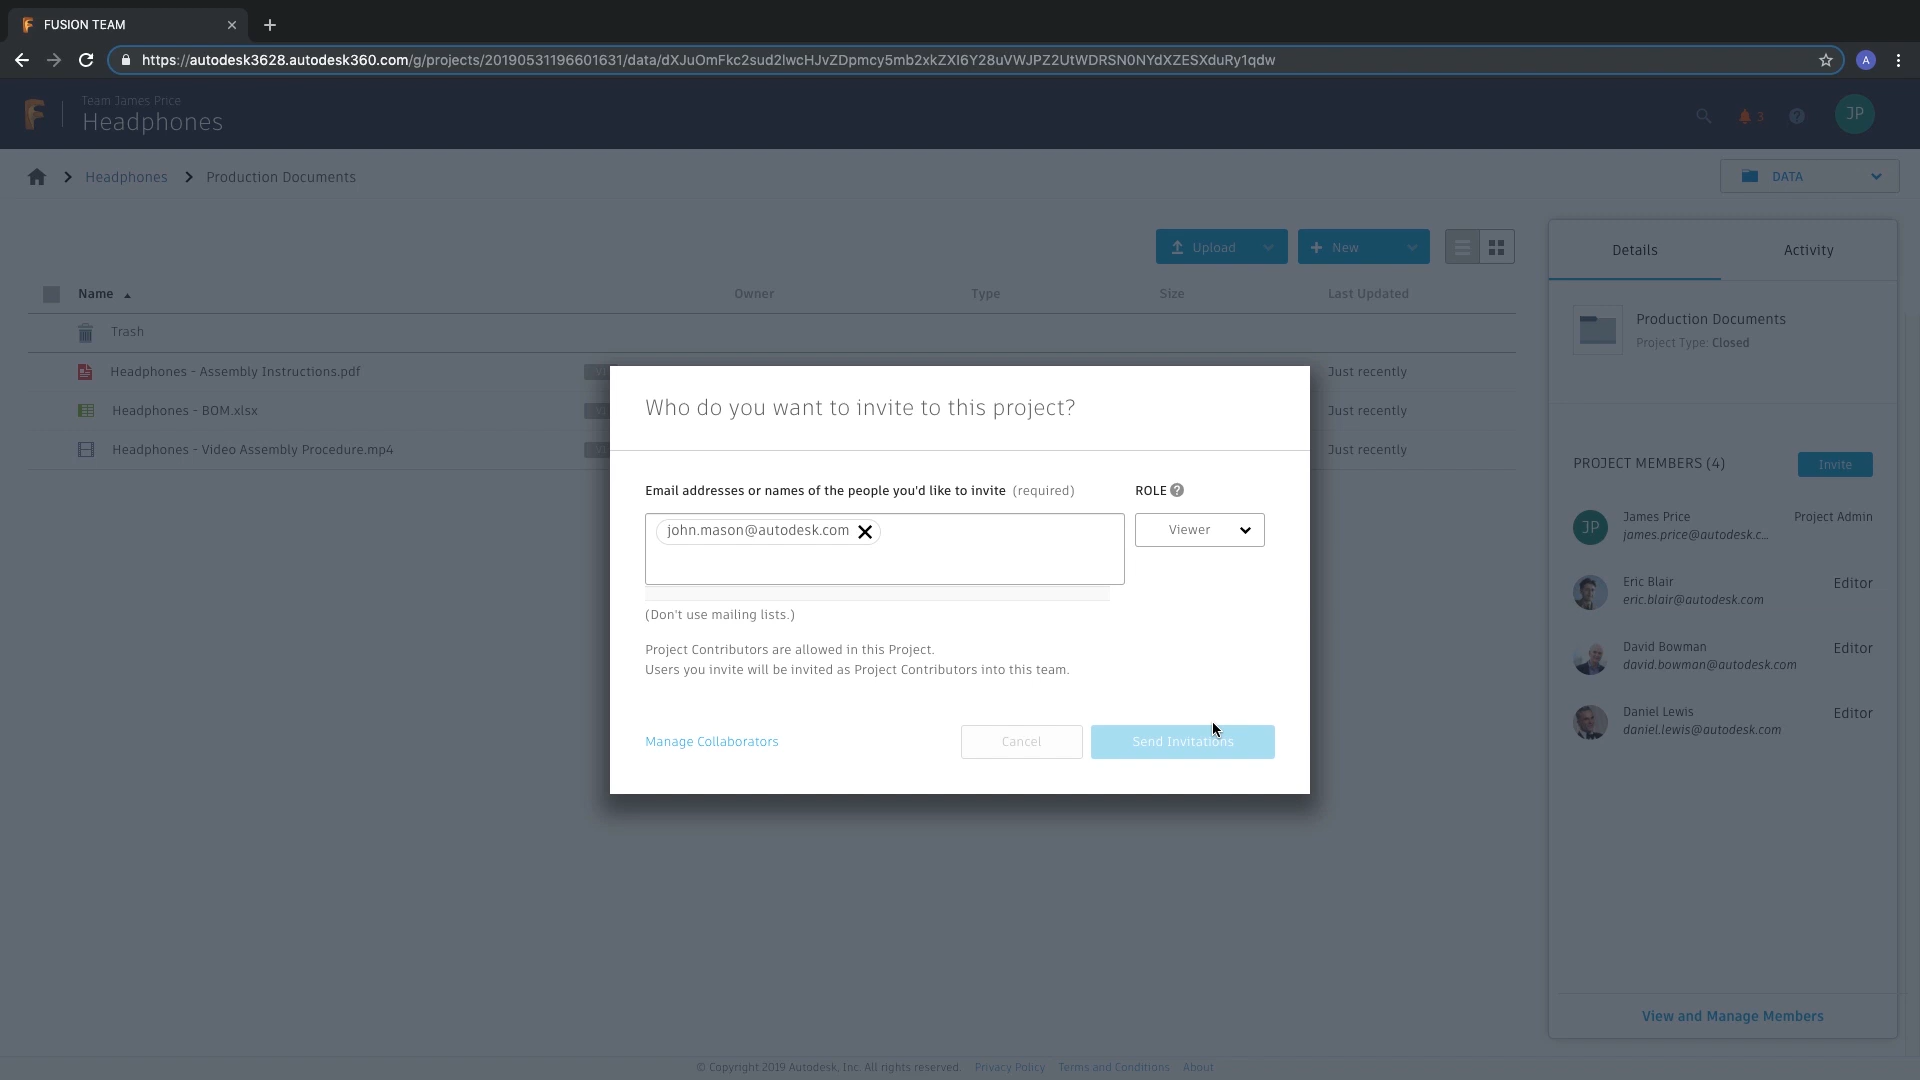 FUSION TEAM
https://autodesk3628.autodesk360.com/g/projects/20190531196601631/data/dXJuOmFkc2sud2lwcHJvZDpmcy5mb2xkZXI6Y28uVWJPZ2UtWDRSN0NYdXZESXduRy1qdw
A
Team James Price
Headphones
3
JP
Headphones
Production Documents
DATA
Upload
New
Details
Activity
Name
Owner
Type
Size
Last Updated
Trash
Headphones - Assembly Instructions.pdf
Just recently
Headphones - BOM.xlsx
Just recently
Headphones - Video Assembly Procedure.mp4
Just recently
Production Documents
Project Type: Closed
PROJECT MEMBERS (4)
Invite
JP
James Price
Project Admin
james.price@autodesk.c...
Eric Blair
Editor
eric.blair@autodesk.com
David Bowman
Editor
david.bowman@autodesk.com
Daniel Lewis
Editor
daniel.lewis@autodesk.com
View and Manage Members
Who do you want to invite to this project?
Email addresses or names of the people you'd like to invite (required)
ROLE
john.mason@autodesk.com
Viewer
(Don't use mailing lists.)
Project Contributors are allowed in this Project.
Users you invite will be invited as Project Contributors into this team.
Manage Collaborators
Cancel
Send Invitations
© Copyright 2019 Autodesk, Inc. All rights reserved. Privacy Policy Terms and Conditions About